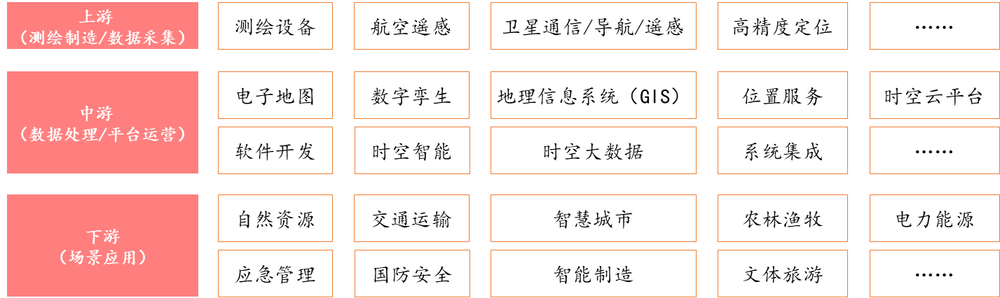 上游
（测绘制造/数据采集）
测绘设备
航空遥感
卫星通信/导航/遥感
高精度定位
……
中游
（数据处理/平台运营）
电子地图
数字孪生
地理信息系统（GIS）
位置服务
时空云平台
软件开发
时空智能
时空大数据
系统集成
……
下游
（场景应用）
自然资源
交通运输
智慧城市
农林渔牧
电力能源
应急管理
国防安全
智能制造
文体旅游
……